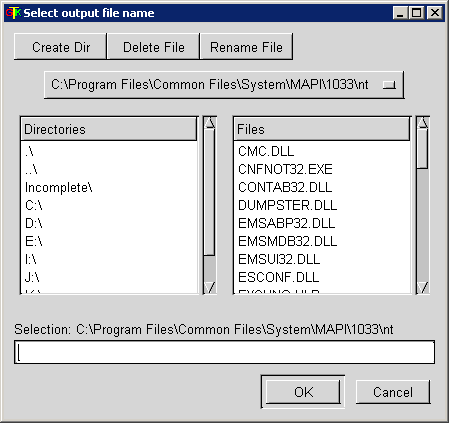 Select output file name
Create Dir Delete File Rename File
C:\Program Files\Common Files\System\MAPI\1033\nt
Directories
.\
..\
Incomplete\
C:\
D:\
E:\
I:\
J:\
Files
CMC.DLL
CNFNOT32.EXE
CONTAB32.DLL
DUMPSTER.DLL
EMSABP32.DLL
EMSMDB32.DLL
EMSUI32.DLL
ESCONF.DLL
Selection: C:\Program Files\Common Files\System\MAPI\1033\nt
OK Cancel